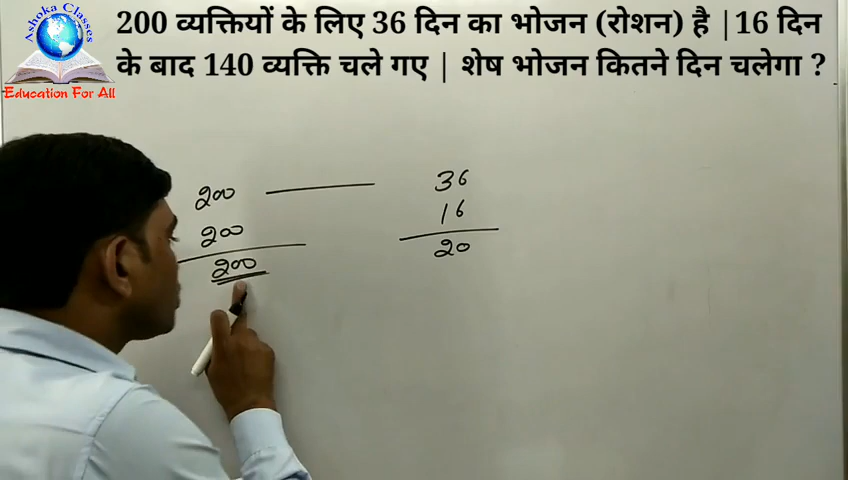 Ashoka Classes
Education For All
200 व्यक्तियों के लिए 36 दिन का भोजन (रोशन) है |16 दिन
के बाद 140 व्यक्ति चले गए | शेष भोजन कितने दिन चलेगा ?
200 36
200 16
200 20